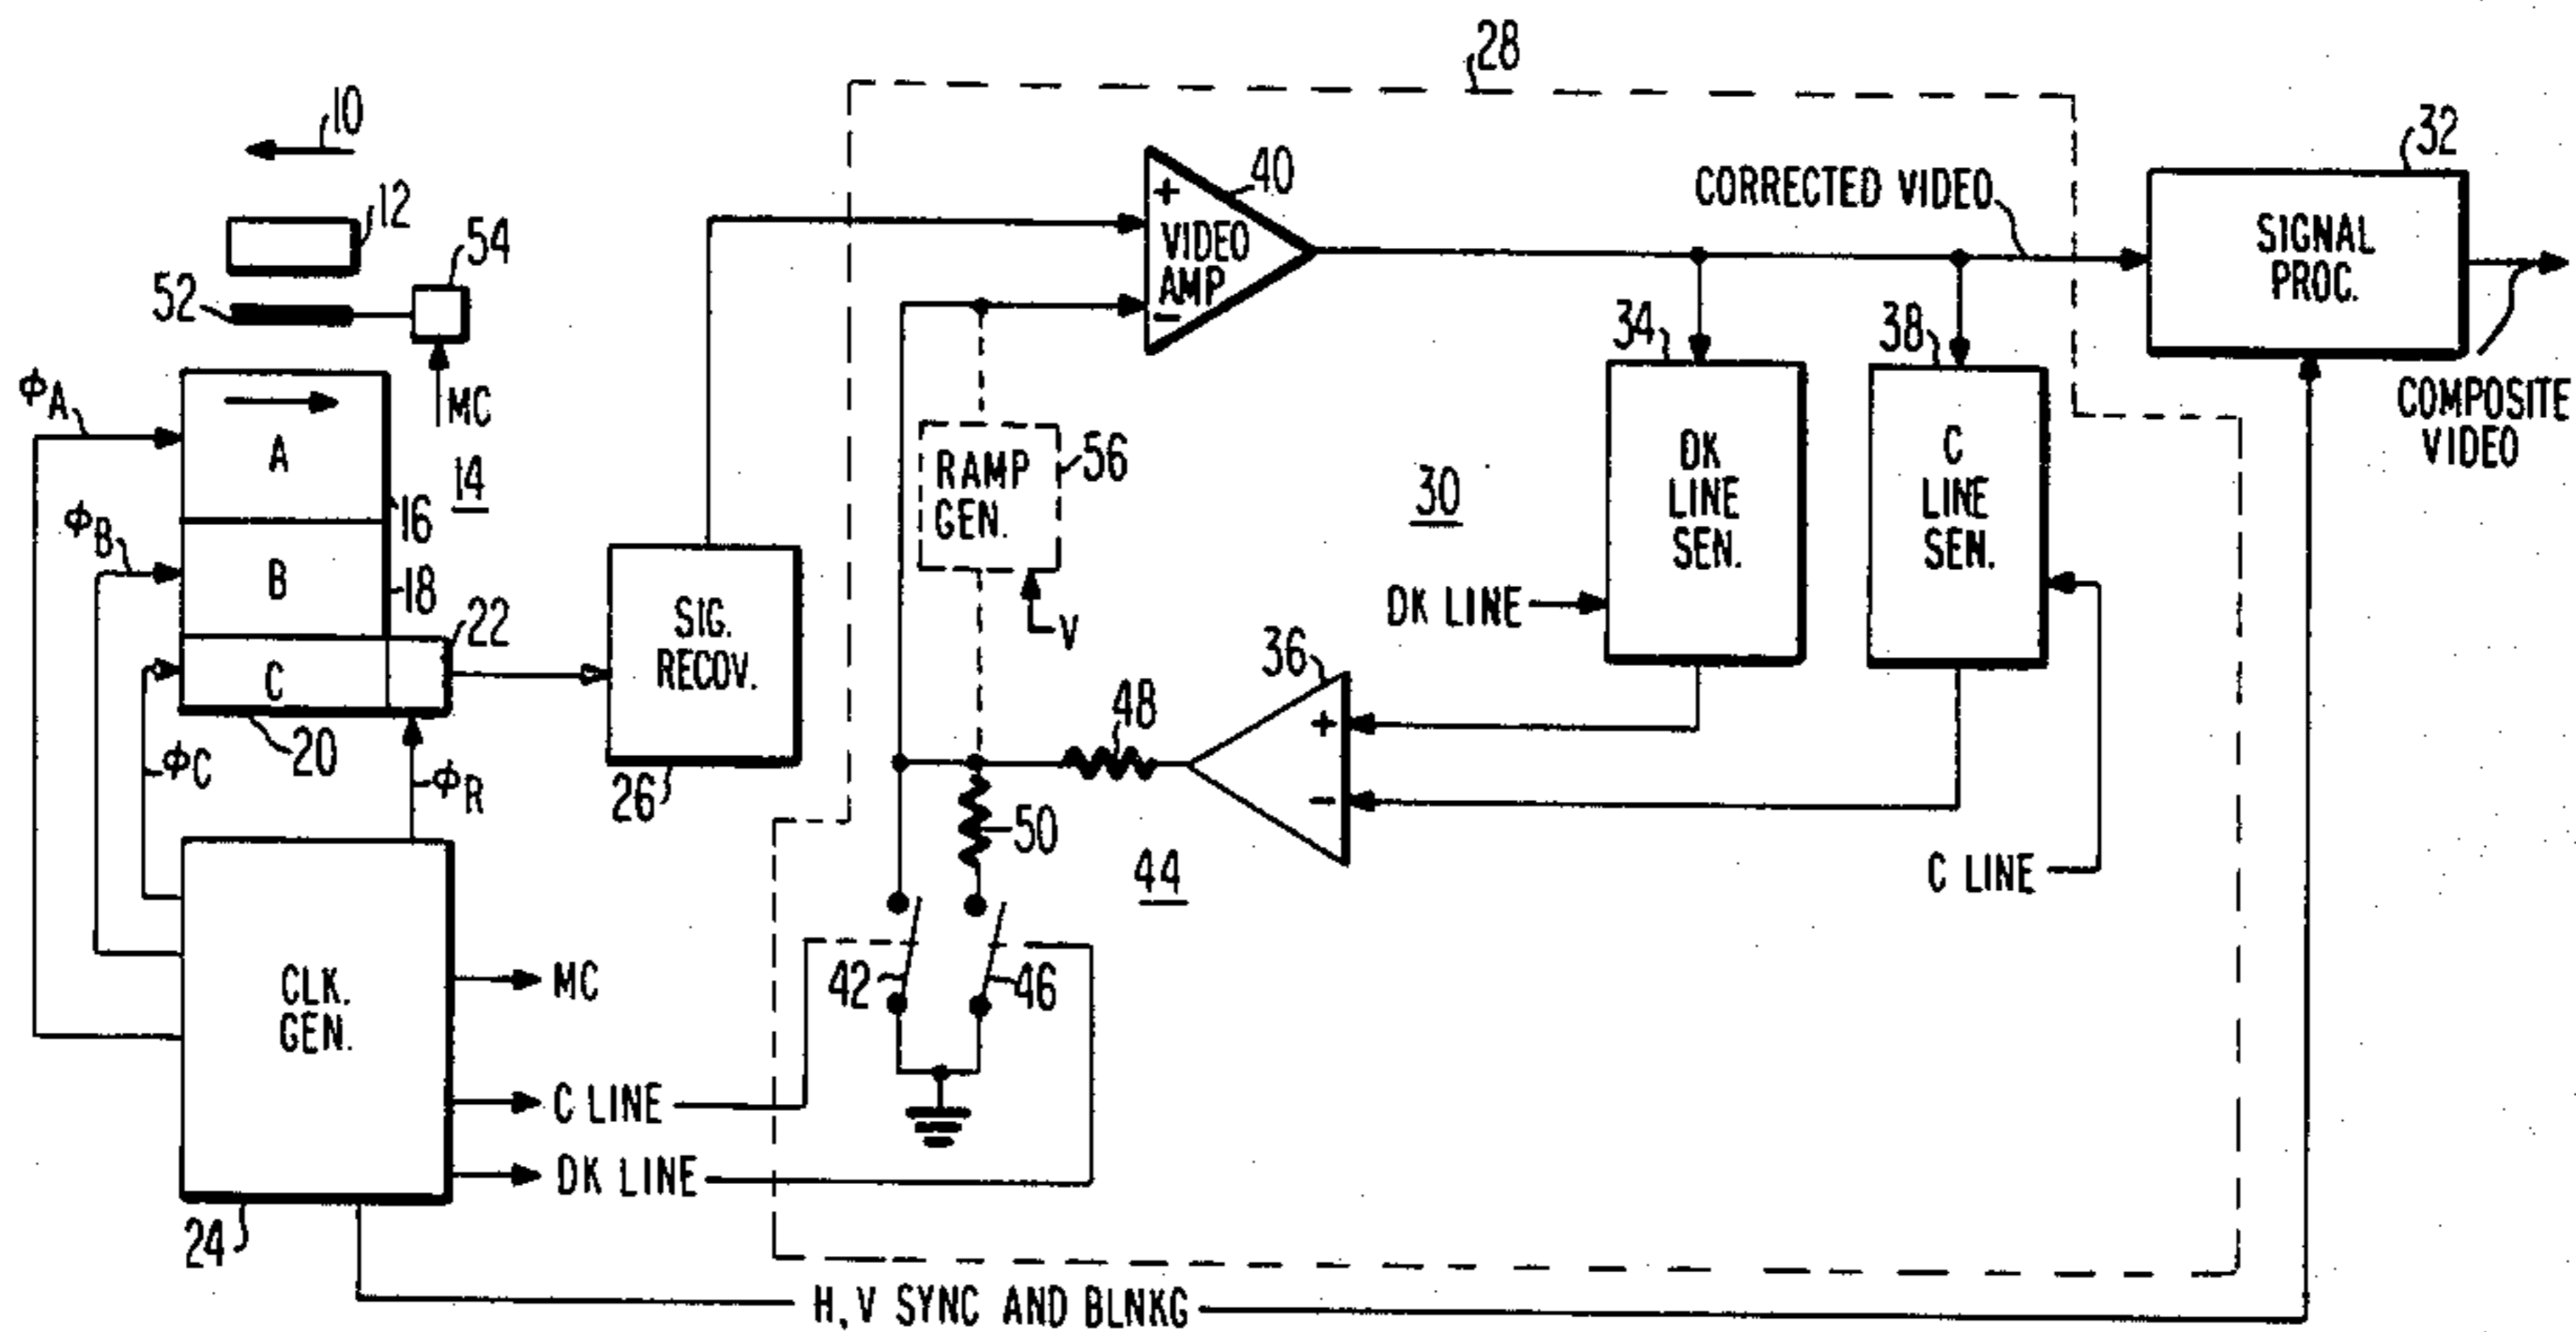 28
10
12
52
54
MC
14
ΦA
A
16
ΦB
B
18
22
C
20
ΦC
ΦR
SIG.
RECOV.
26
CLK.
GEN.
24
MC
C LINE
DK LINE
H, V SYNC AND BLNKG
+
VIDEO
AMP
−
40
RAMP
GEN.
56
V
30
CORRECTED VIDEO
32
SIGNAL
PROC.
COMPOSITE
VIDEO
34
DK
LINE
SEN.
38
C
LINE
SEN.
DK LINE
36
+
−
48
50
44
42
46
C LINE